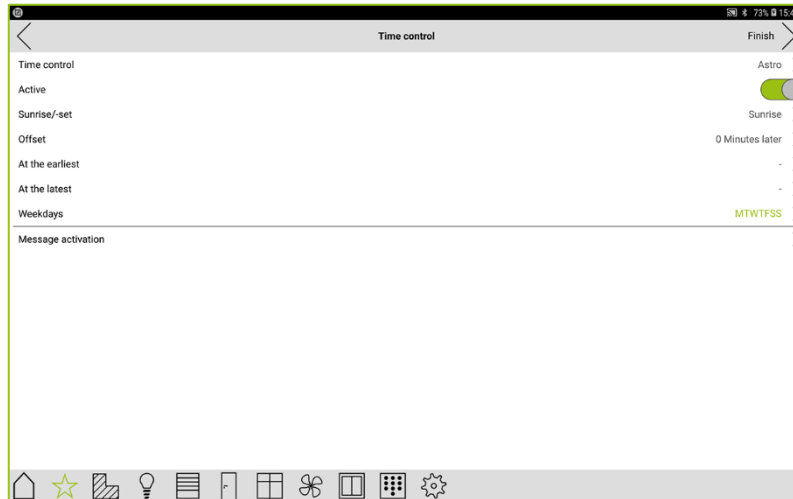 73% 15:4
Time control Finish
Time control Astro
Active
Sunrise/-set Sunrise
Offset 0 Minutes later
At the earliest -
At the latest -
Weekdays MTWTFSS
Message activation